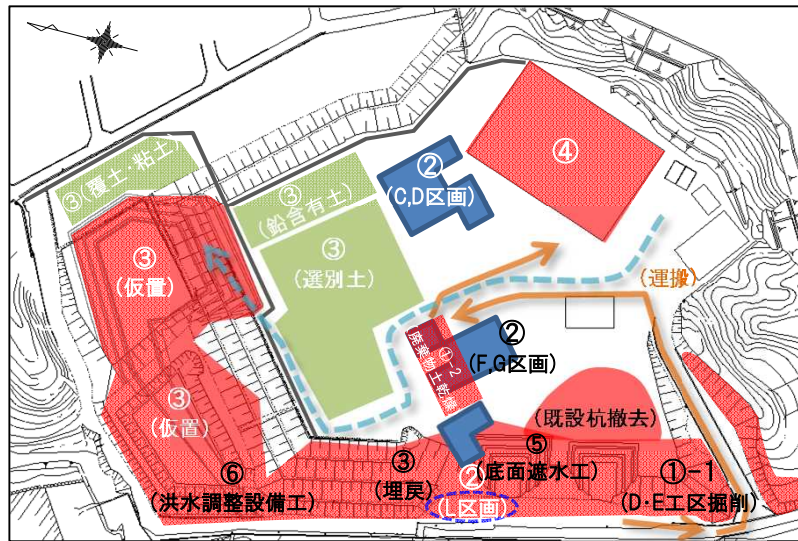 ③(覆土・粘土)
③
(鉛含有土)
②
(C,D区画)
④
③
(仮置)
③
(選別土)
(運搬)
①-2
(廃棄物土乾燥)
②
(F,G区画)
③
(仮置)
(既設杭撤去)
⑥
(洪水調整設備工)
③
(埋戻)
⑤
(底面遮水工)
②
(L区画)
①-1
(D・E工区掘削)